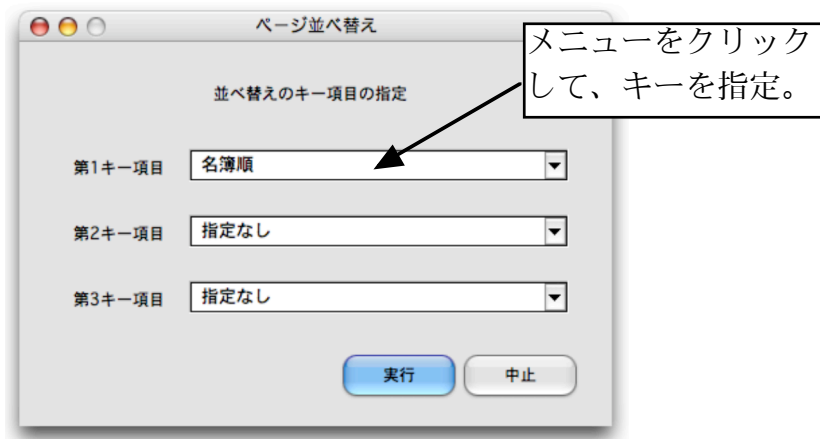 ページ並べ替え
メニューをクリック
して、キーを指定。
並べ替えのキー項目の指定
第1キー項目 名簿順
第2キー項目 指定なし
第3キー項目 指定なし
実行 中止